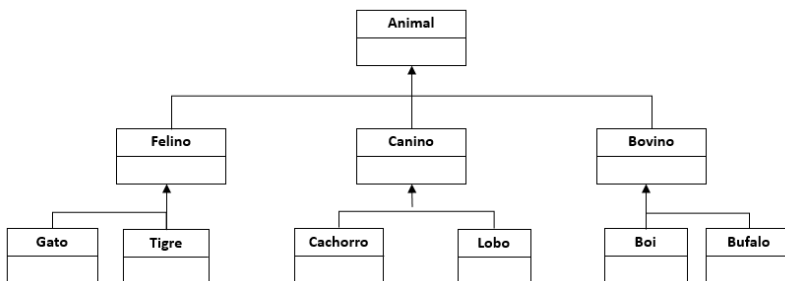 Animal
Felino
Canino
Bovino
Gato
Tigre
Cachorro
Lobo
Boi
Bufalo